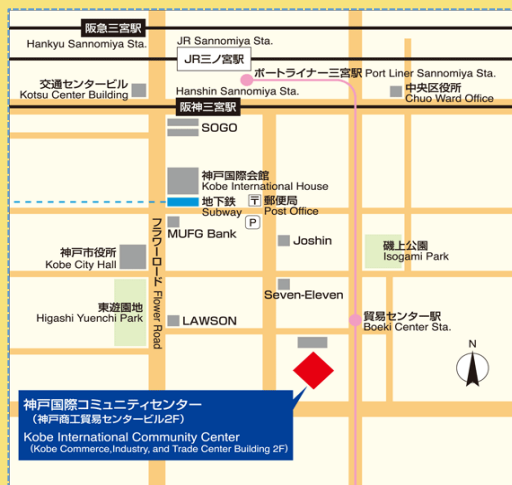 阪急三宮駅
Hankyu Sannomiya Sta.
JR Sannomiya Sta.
JR三ノ宮駅
ポートライナー三宮駅 Port Liner Sannomiya Sta.
交通センタービル
Kotsu Center Building
Hanshin Sannomiya Sta.
阪神三宮駅
中央区役所
Chuo Ward Office
SOGO
神戸国際会館
Kobe International House
地下鉄
Subway
〒 郵便局
Post Office
P
MUFG Bank
フラワーロード Flower Road
神戸市役所
Kobe City Hall
Joshin
磯上公園
Isogami Park
Seven-Eleven
東遊園地
Higashi Yuenchi Park
LAWSON
貿易センター駅
Boeki Center Sta.
N
神戸国際コミュニティセンター
（神戸商工貿易センタービル2F）
Kobe International Community Center
（Kobe Commerce,Industry, and Trade Center Building 2F）